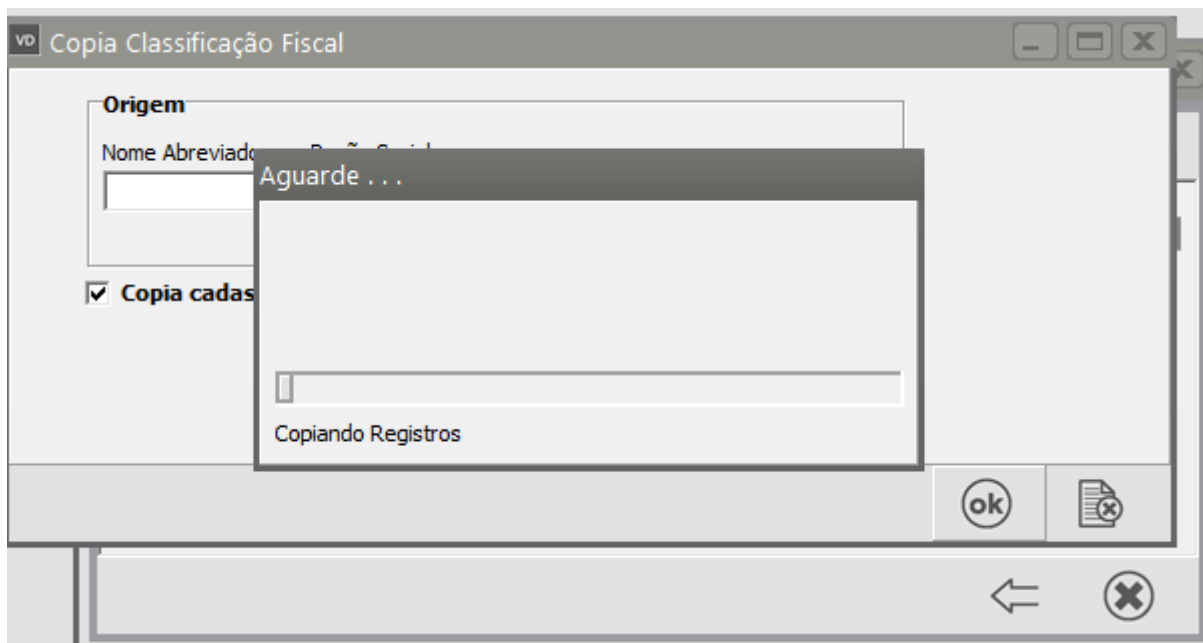 VD Copia Classificação Fiscal
Origem
Nome Abreviado
Aguarde . . .
Copia cadas
Copiando Registros
ok